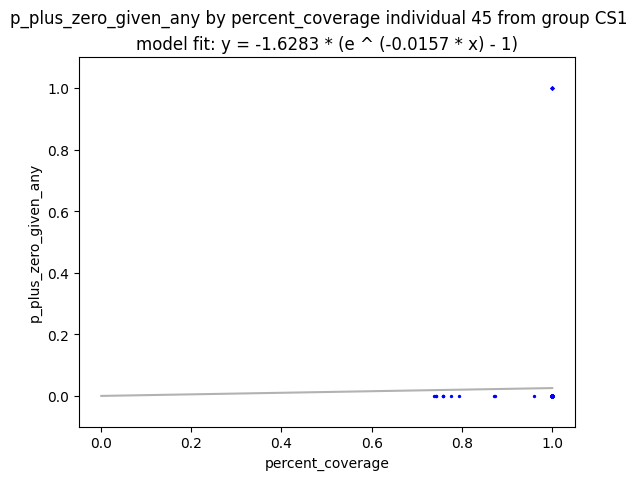 p_plus_zero_given_any by percent_coverage individual 45 from group CS1
model fit: y = -1.6283 * (e ^ (-0.0157 * x) - 1)
1.0
0.8
0.6
0.4
0.2
0.0
p_plus_zero_given_any
0.0 0.2 0.4 0.6 0.8 1.0
percent_coverage